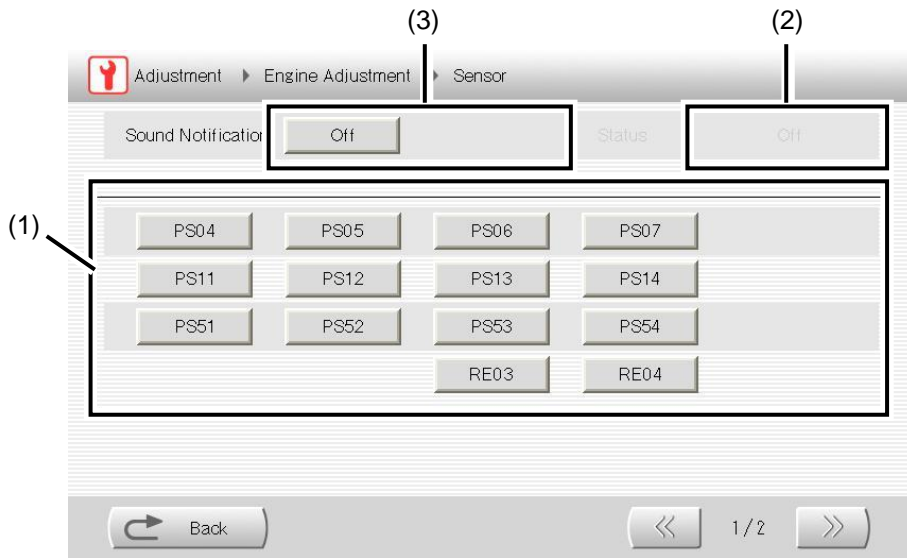 (3)
(2)
Adjustment Engine Adjustment Sensor
Sound Notification Off Status Off
(1)
PS04 PS05 PS06 PS07
PS11 PS12 PS13 PS14
PS51 PS52 PS53 PS54
RE03 RE04
Back 1/2